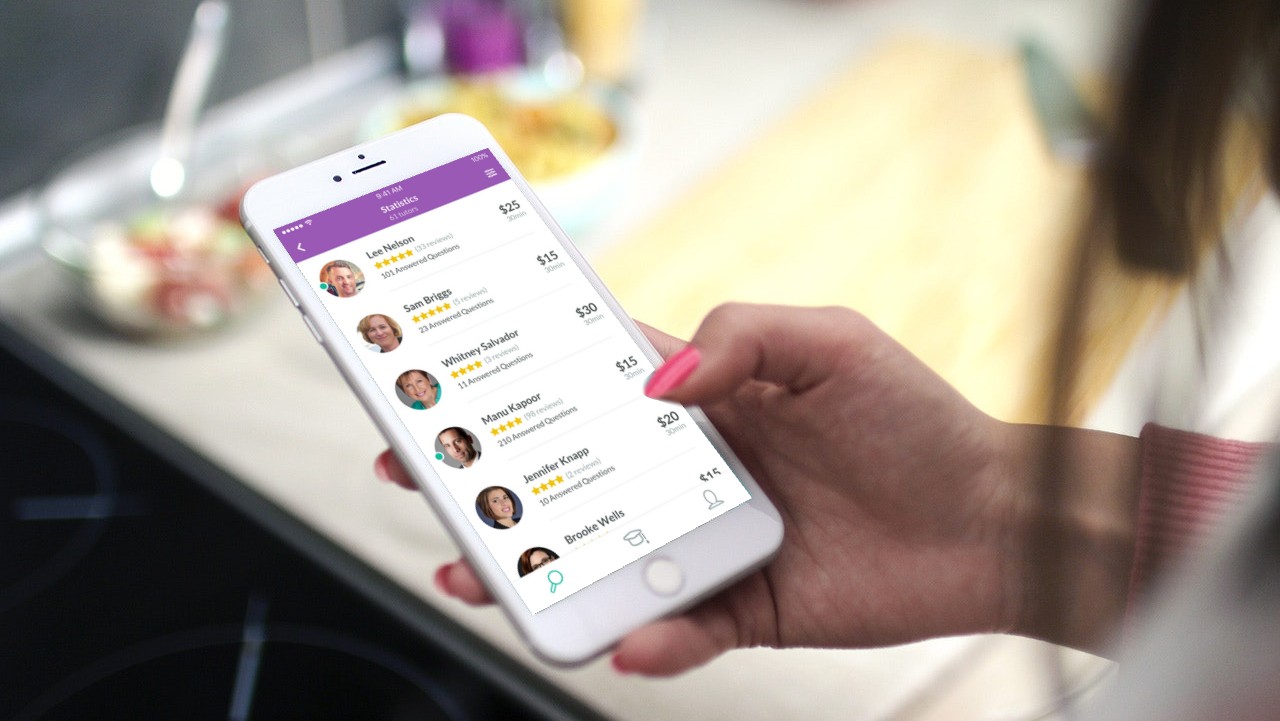 100%
9:41 AM
Statistics
61 tutors
Lee Nelson
$25
(33 reviews)
30min
101 Answered Questions
Sam Briggs
$15
(5 reviews)
30min
23 Answered Questions
Whitney Salvador
$30
(3 reviews)
30min
11 Answered Questions
Manu Kapoor
$15
(98 reviews)
30min
210 Answered Questions
Jennifer Knapp
$20
(2 reviews)
30min
10 Answered Questions
Brooke Wells
$15